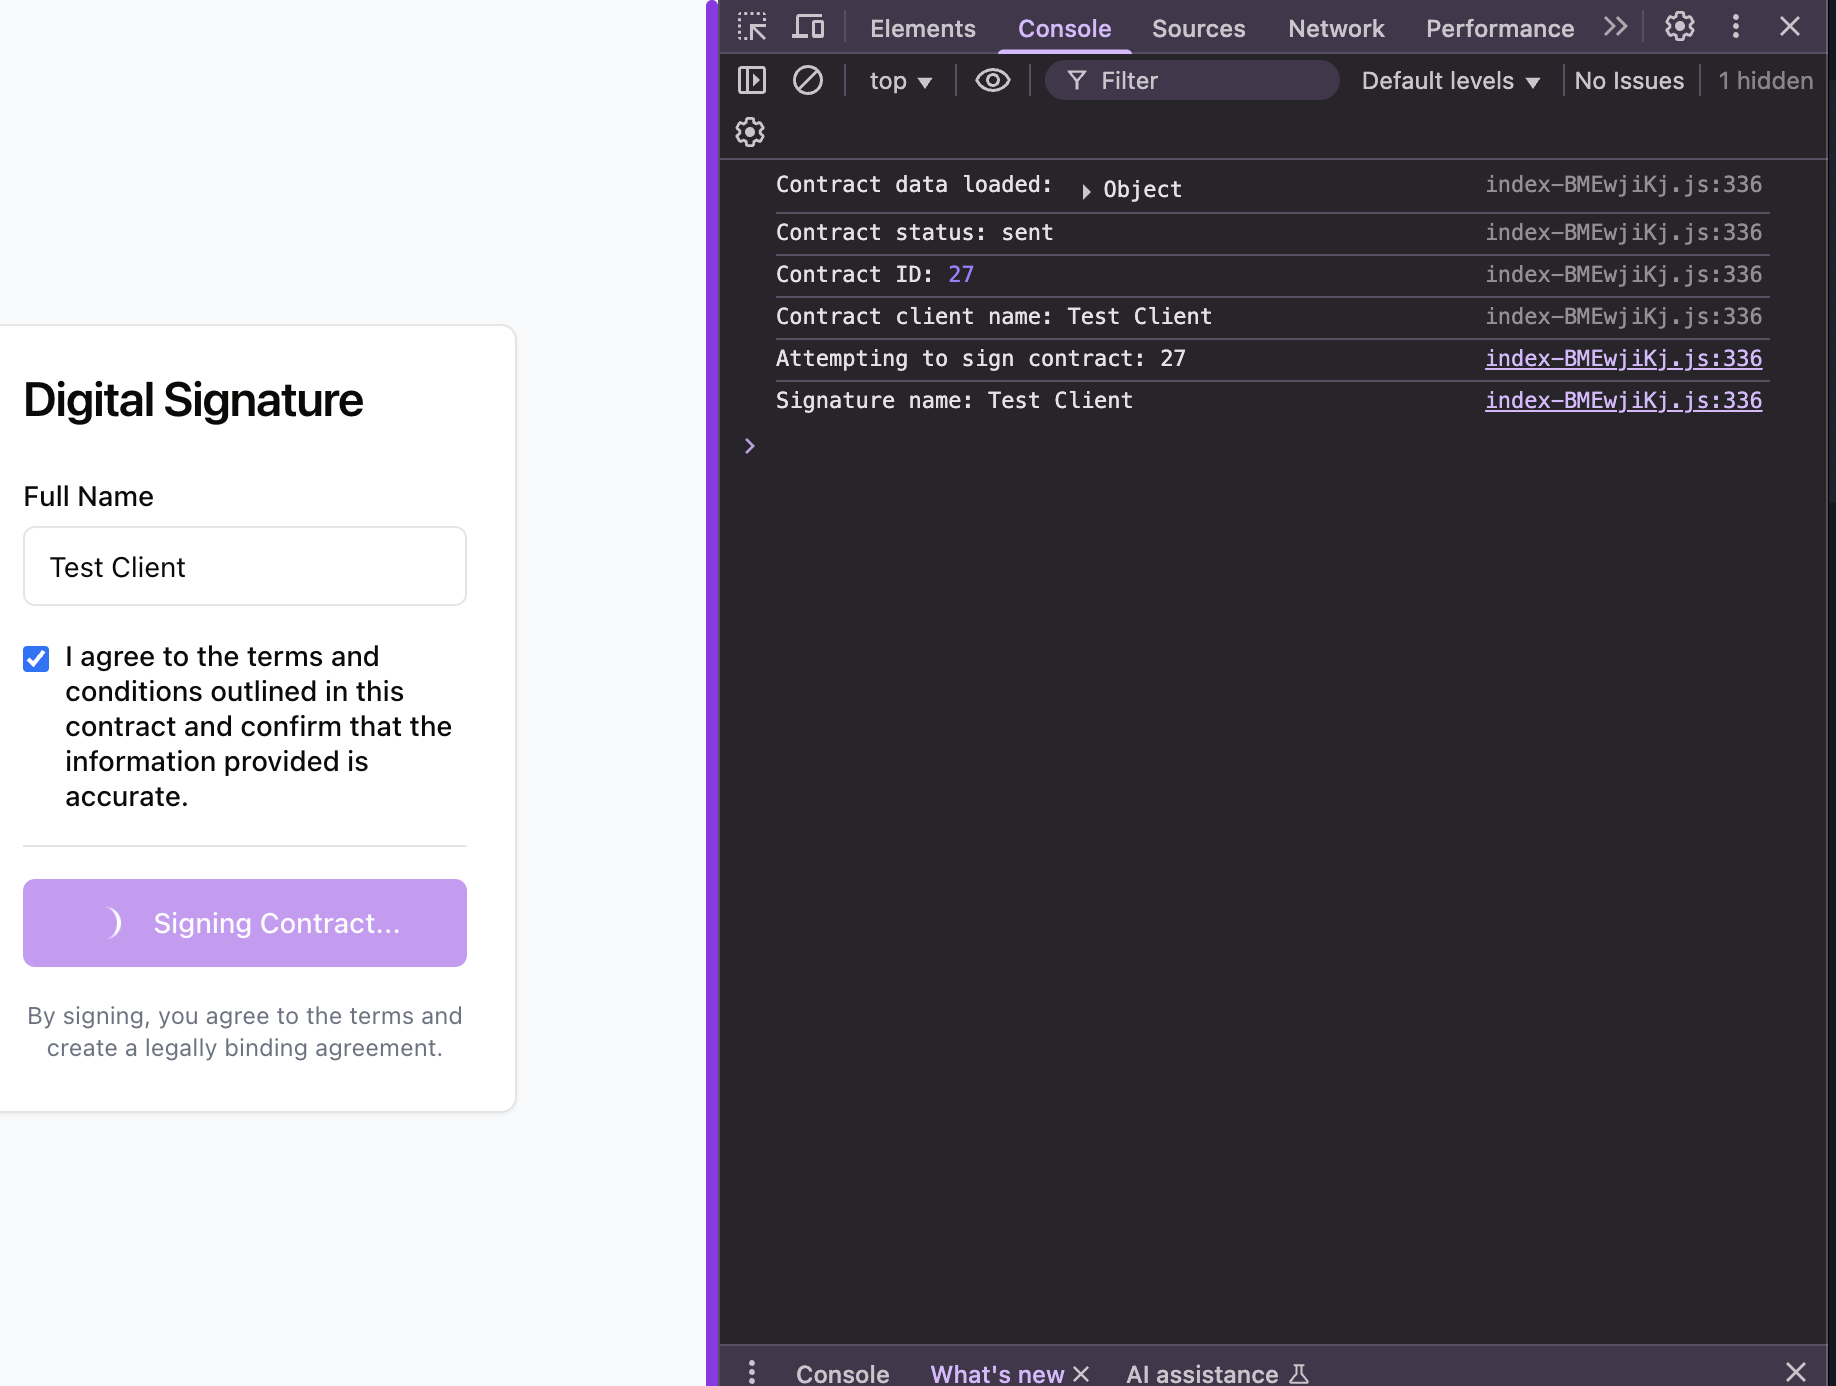 Digital Signature
Full Name
Test Client
I agree to the terms and
conditions outlined in this
contract and confirm that the
information provided is
accurate.
Signing Contract...
By signing, you agree to the terms and
create a legally binding agreement.
Elements Console Sources Network Performance
top Filter Default levels No Issues 1 hidden
Contract data loaded: Object index-BMEwjiKj.js:336
Contract status: sent index-BMEwjiKj.js:336
Contract ID: 27 index-BMEwjiKj.js:336
Contract client name: Test Client index-BMEwjiKj.js:336
Attempting to sign contract: 27 index-BMEwjiKj.js:336
Signature name: Test Client index-BMEwjiKj.js:336
Console What's new AI assistance